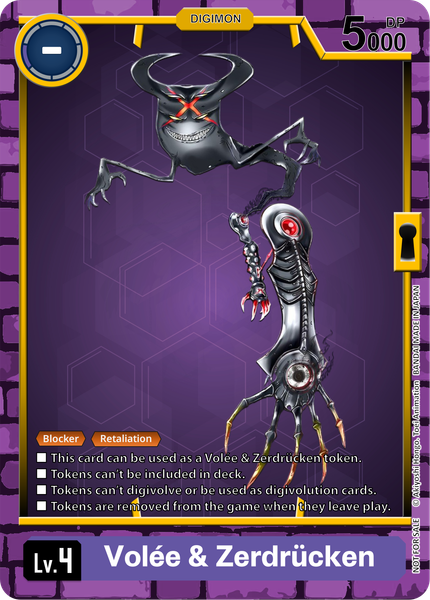 DIGIMON
-
5000
DP
Blocker Retaliation
■ This card can be used as a Volée & Zerdrücken token.
■ Tokens can't be included in deck.
■ Tokens can't digivolve or be used as digivolution cards.
■ Tokens are removed from the game when they leave play.
NOT FOR SALE © Akiyoshi Hongo, Toei Animation BANDAI MADE IN JAPAN
Lv.4 Volée & Zerdrücken